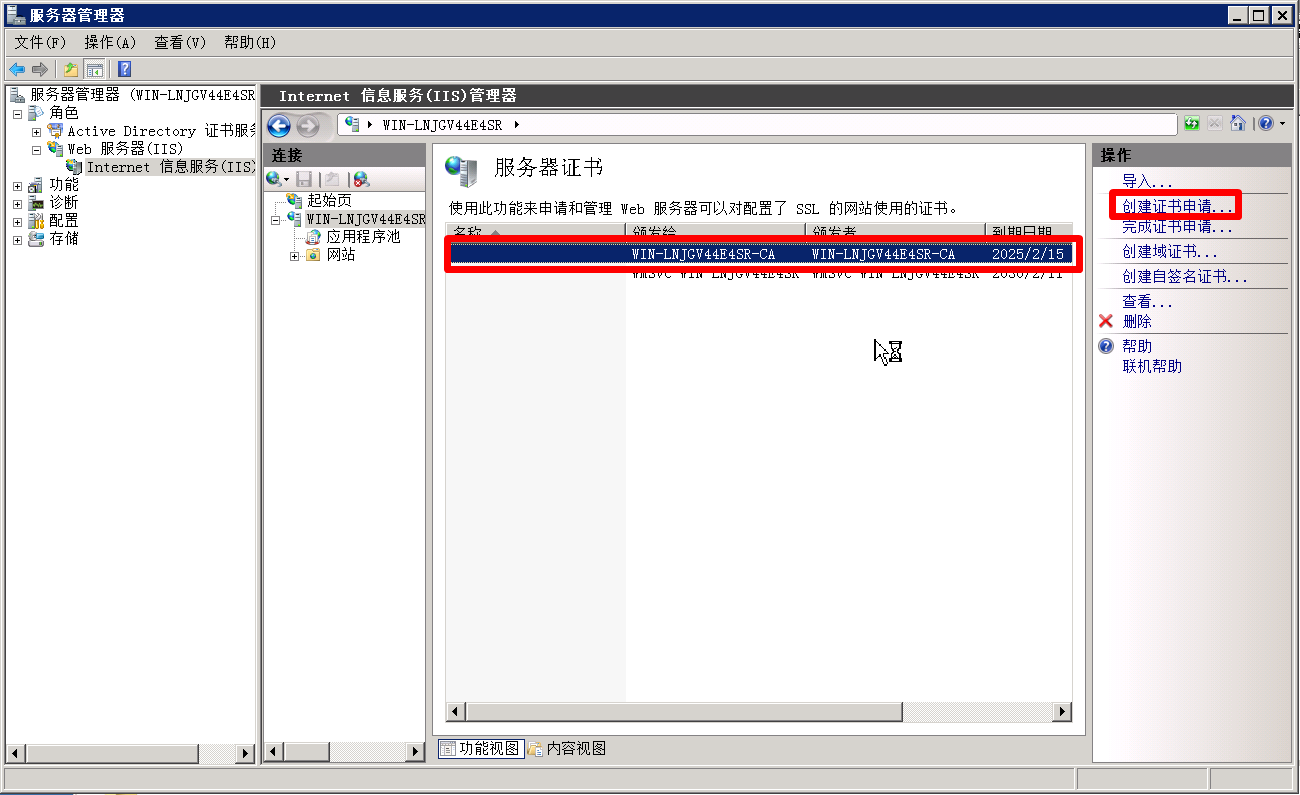 服务器管理器
文件(F) 操作(A) 查看(V) 帮助(H)
服务器管理器 (WIN-LNJGV44E4SR
角色
Active Directory 证书服务
Web 服务器(IIS)
Internet 信息服务(IIS)
功能
诊断
配置
存储
Internet 信息服务(IIS)管理器
WIN-LNJGV44E4SR
连接
起始页
WIN-LNJGV44E4SR
应用程序池
网站
服务器证书
使用此功能来申请和管理 Web 服务器可以对配置了 SSL 的网站使用的证书。
名称 颁发给 颁发者 到期日期
WIN-LNJGV44E4SR-CA WIN-LNJGV44E4SR-CA 2025/2/15
WMSVC-WIN-LNJGV44E4SR WMSVC-WIN-LNJGV44E4SR 2030/2/11
功能视图 内容视图
操作
导入...
创建证书申请...
完成证书申请...
创建域证书...
创建自签名证书...
查看...
删除
帮助
联机帮助